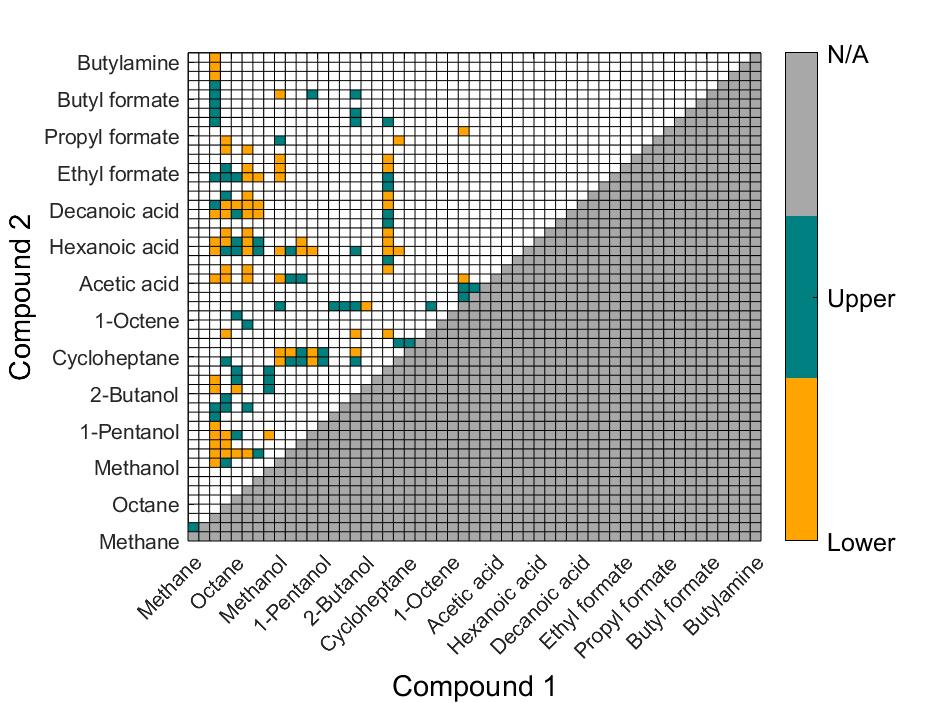 Butylamine
Butyl formate
Propyl formate
Ethyl formate
Decanoic acid
Hexanoic acid
Acetic acid
1-Octene
Cycloheptane
2-Butanol
1-Pentanol
Methanol
Octane
Methane
Compound 2
Methane
Octane
Methanol
1-Pentanol
2-Butanol
Cycloheptane
1-Octene
Acetic acid
Hexanoic acid
Decanoic acid
Ethyl formate
Propyl formate
Butyl formate
Butylamine
Compound 1
N/A
Upper
Lower